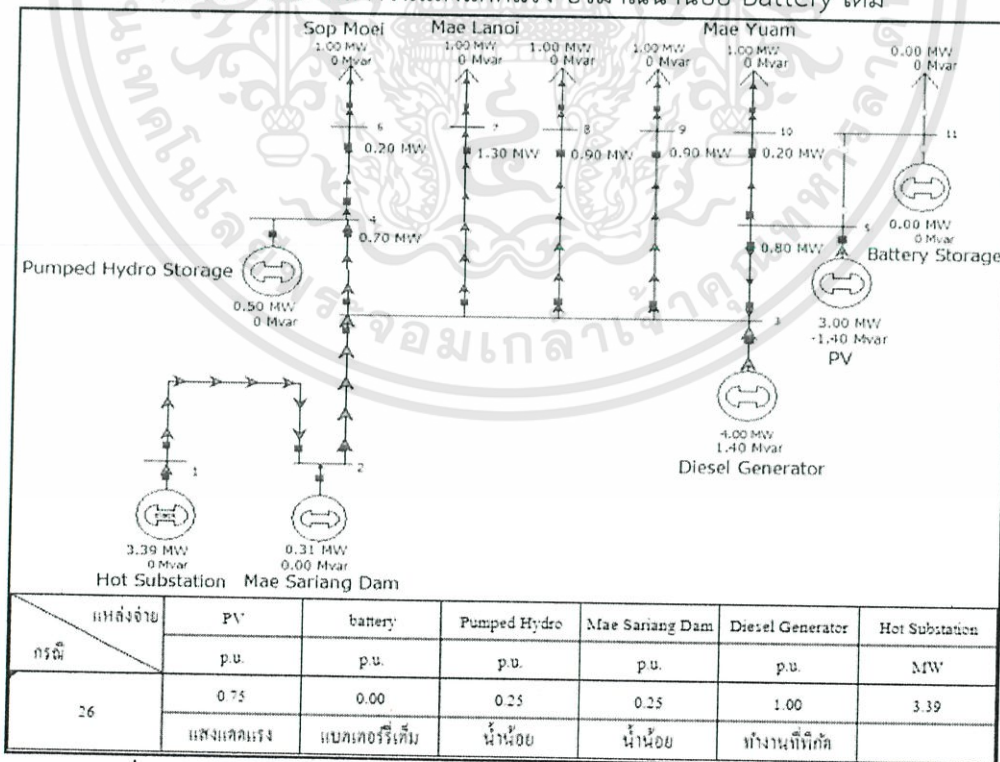 Battery เต็ม
Sop Moei Mae Lanoi Mae Yuam
1.00 MW 1.00 MW 1.00 MW 1.00 MW 1.00 MW 0.00 MW
0 Mvar 0 Mvar 0 Mvar 0 Mvar 0 Mvar 0 Mvar
6 7 8 9 10 11
0.20 MW 1.30 MW 0.90 MW 0.90 MW 0.20 MW
4 5
0.70 MW 0.80 MW
0.00 MW
0 Mvar
Battery Storage
Pumped Hydro Storage
0.50 MW
0 Mvar
3
3.00 MW
-1.40 Mvar
PV
4.00 MW
1.40 Mvar
Diesel Generator
1 2
3.39 MW 0.31 MW
0 Mvar 0.00 Mvar
Hot Substation Mae Sariang Dam
แหล่งจ่าย PV battery Pumped Hydro Mae Sariang Dam Diesel Generator Hot Substation
กรณี p.u. p.u. p.u. p.u. p.u. MW
26 0.75 0.00 0.25 0.25 1.00 3.39
แสงแดดแรง แบตเตอร์รี่เต็ม น้ำน้อย น้ำน้อย ทำงานที่พิกัด